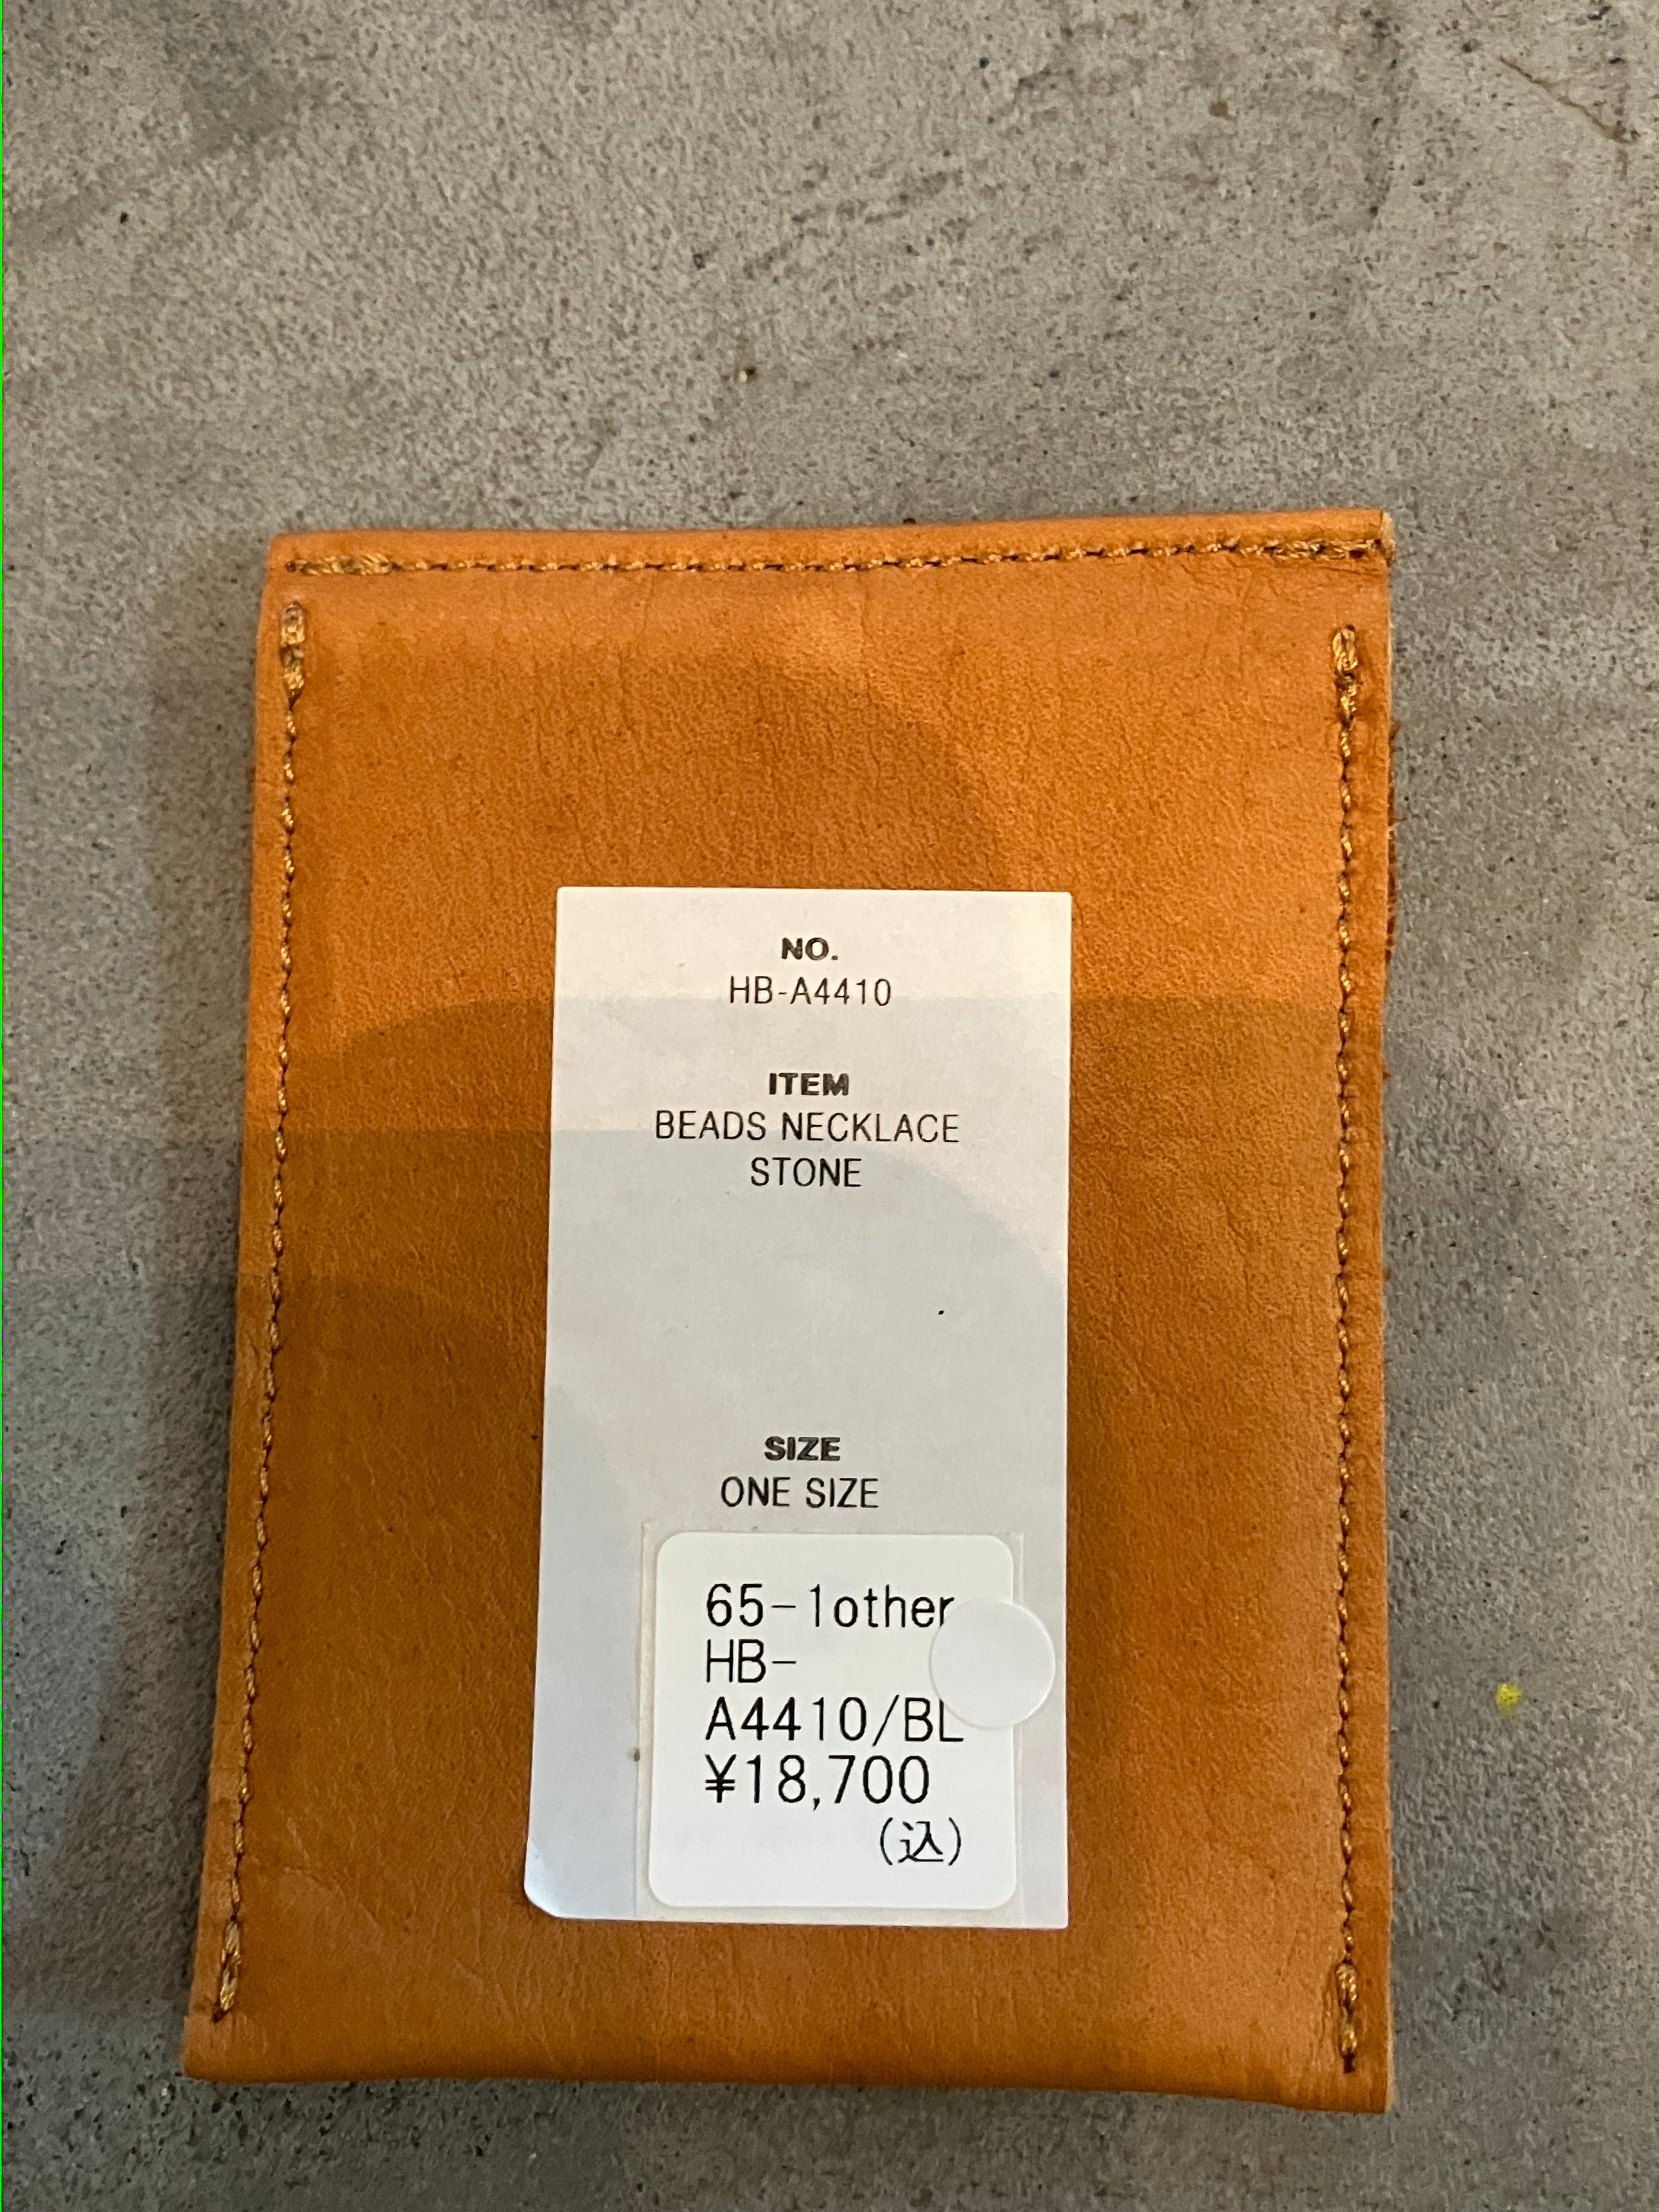 NO.
HB-A4410
ITEM
BEADS NECKLACE
STONE
SIZE
ONE SIZE
65-1other
HB-
A4410/BL
¥18,700
(込)